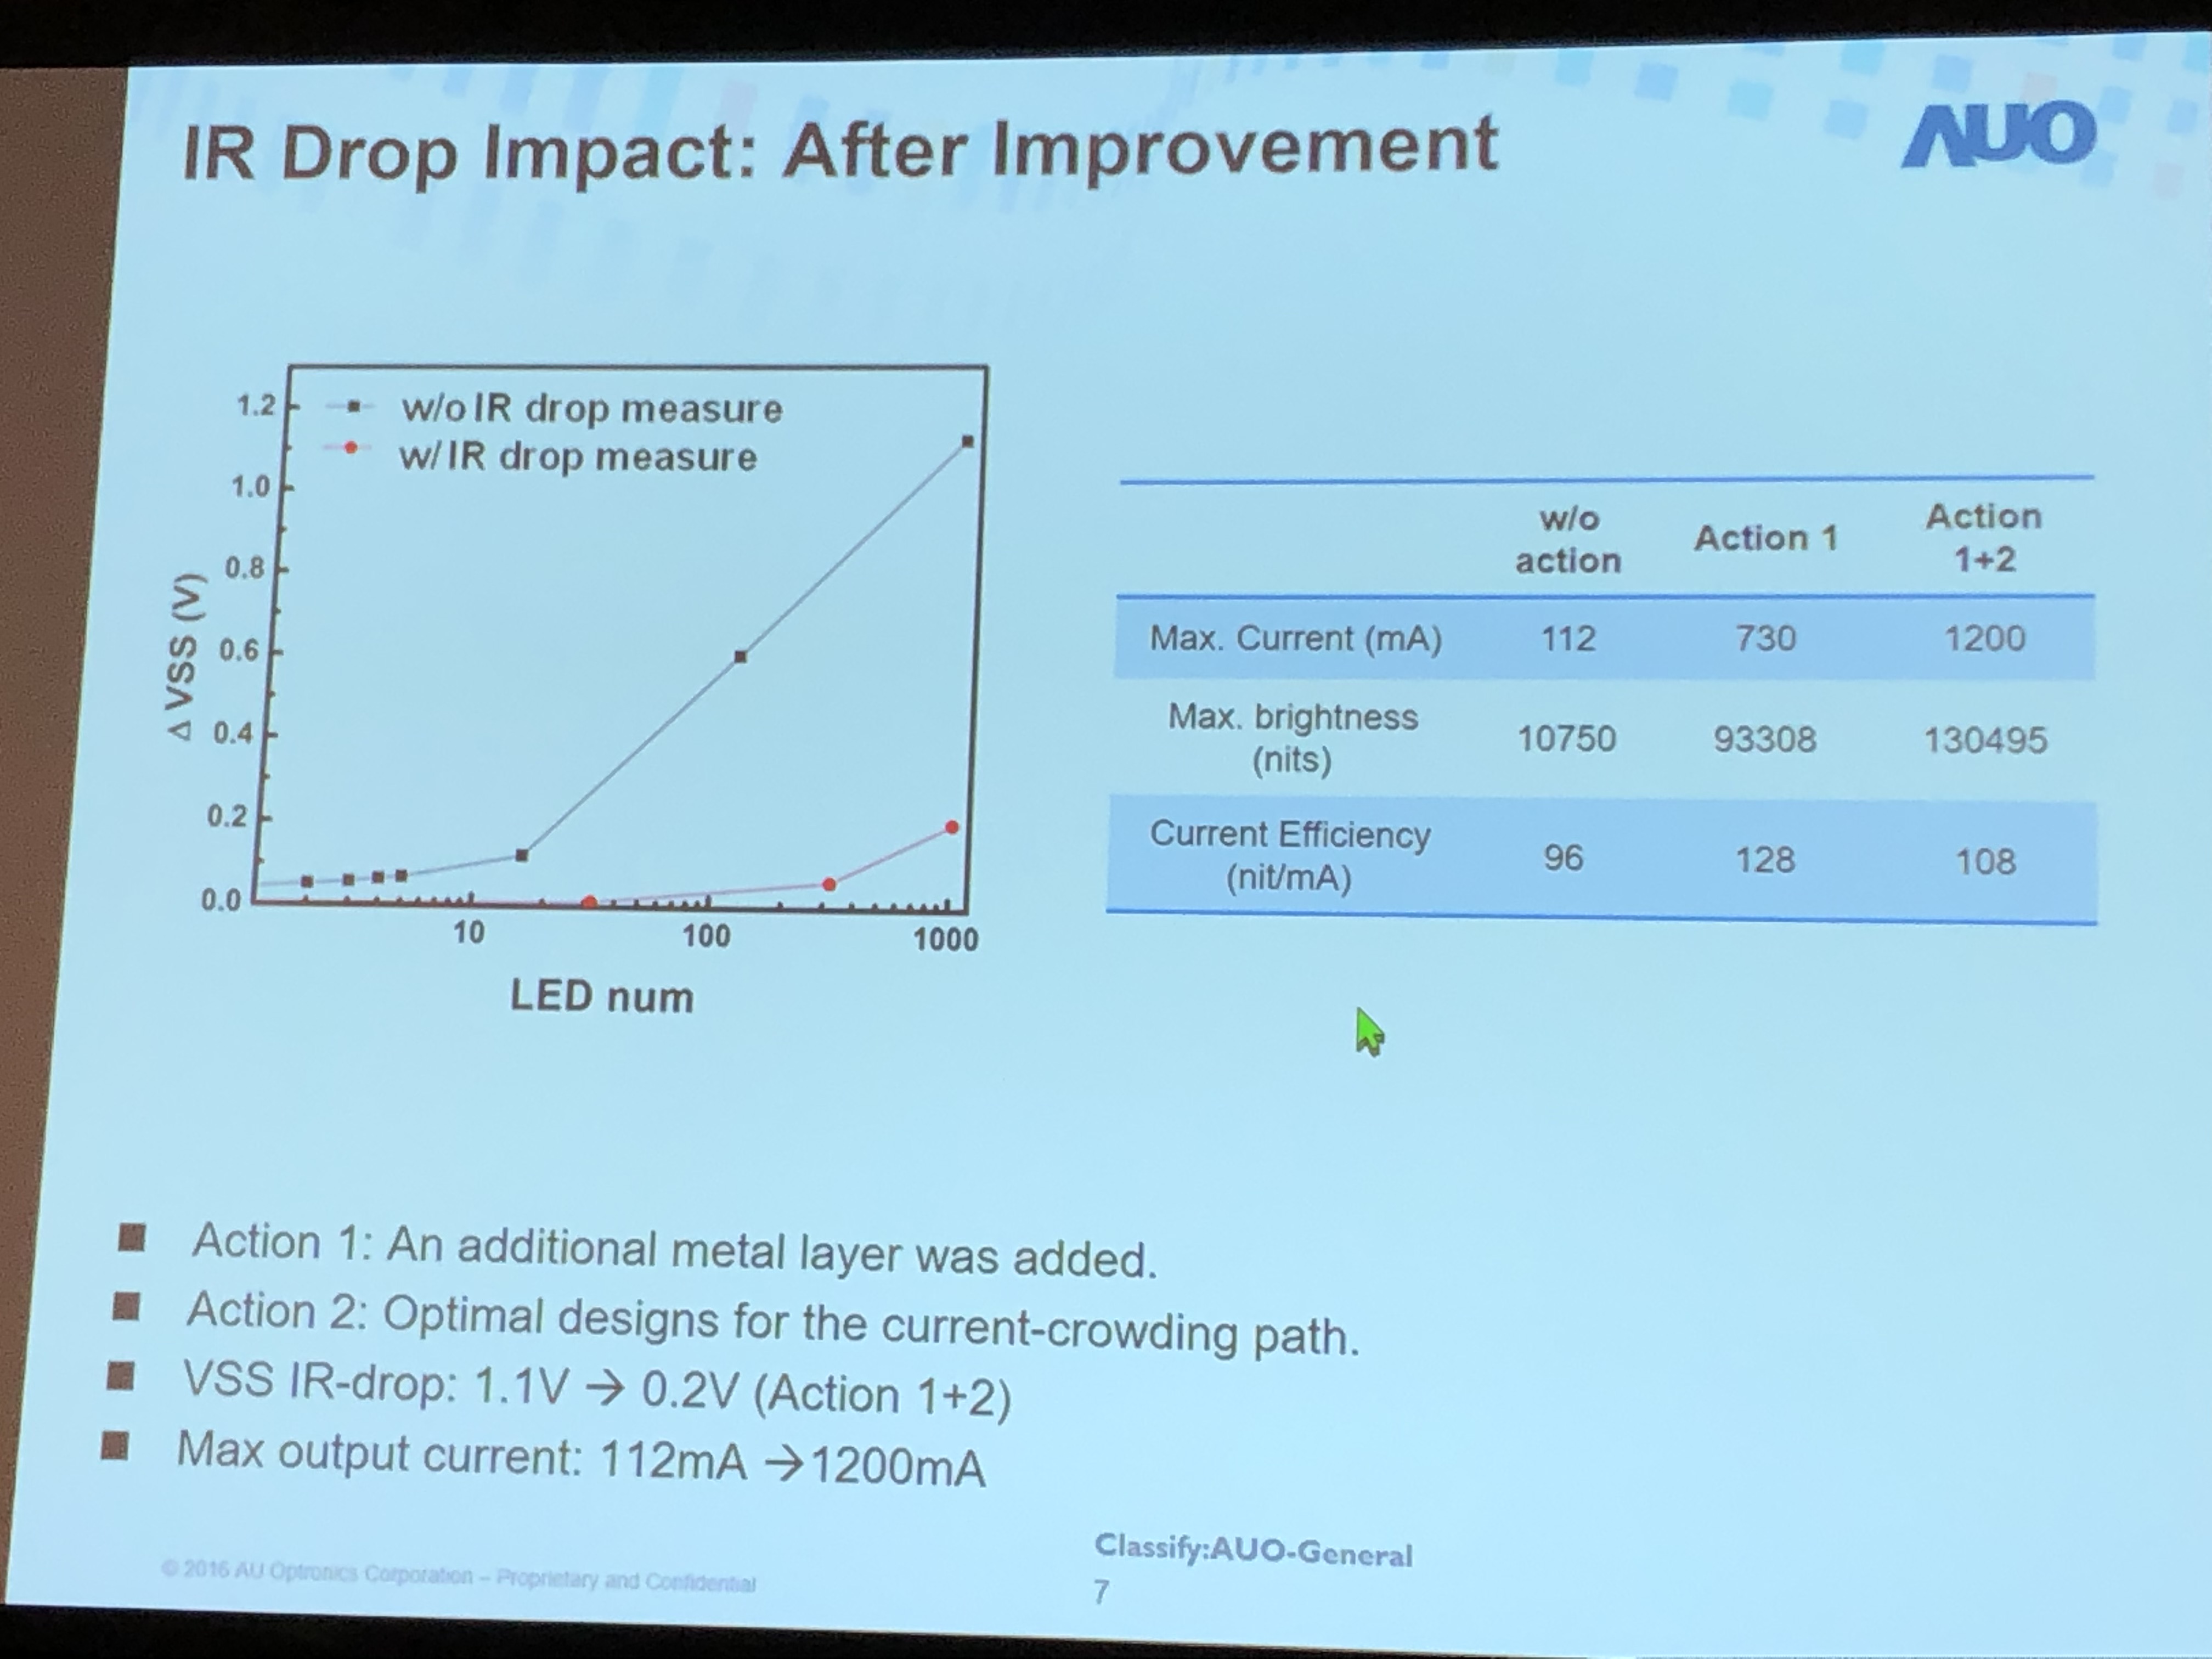 IR Drop Impact: After Improvement
AUO
w/o IR drop measure
w/ IR drop measure
1.2
1.0
0.8
0.6
0.4
0.2
0.0
Δ VSS (V)
10 100 1000
LED num
w/o action Action 1 Action 1+2
Max. Current (mA) 112 730 1200
Max. brightness (nits) 10750 93308 130495
Current Efficiency (nit/mA) 96 128 108
■ Action 1: An additional metal layer was added.
■ Action 2: Optimal designs for the current-crowding path.
■ VSS IR-drop: 1.1V → 0.2V (Action 1+2)
■ Max output current: 112mA →1200mA
© 2016 AU Optronics Corporation – Proprietary and Confidential
Classify:AUO-General
7